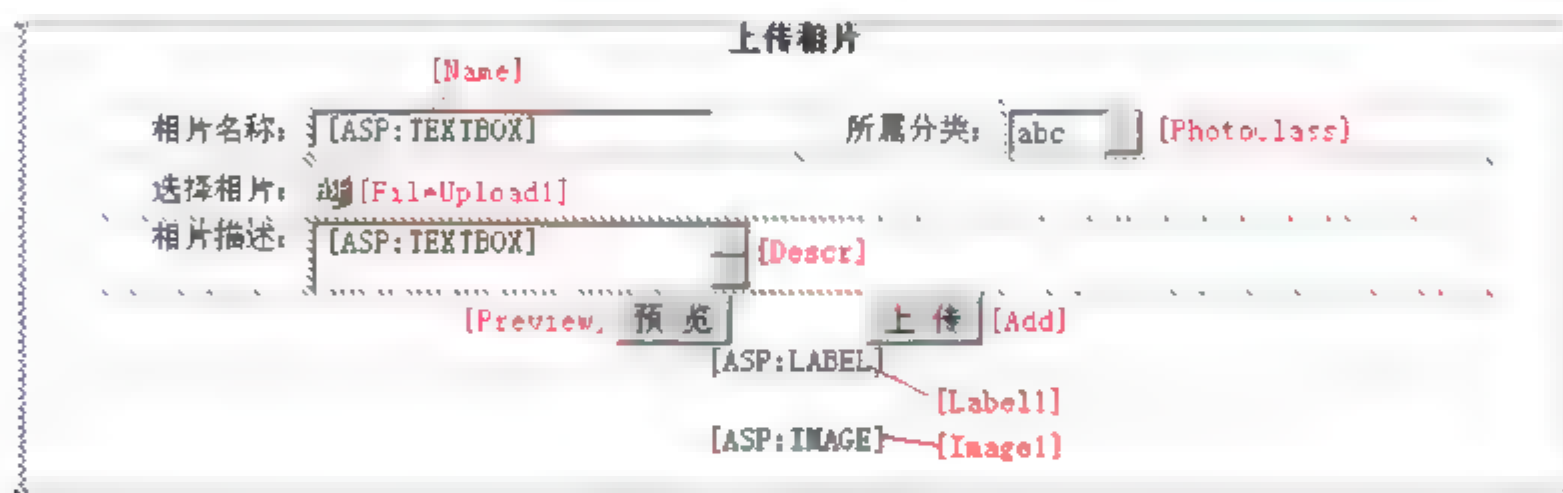 上传相片
[Name]
相片名称: [ASP:TEXTBOX] 所属分类: abc [PhotoClass]
选择相片: [FileUpload1]
相片描述: [ASP:TEXTBOX] [Descr]
[Preview] 预 览 上 传 [Add]
[ASP:LABEL]
[Label1]
[ASP:IMAGE] [Image1]